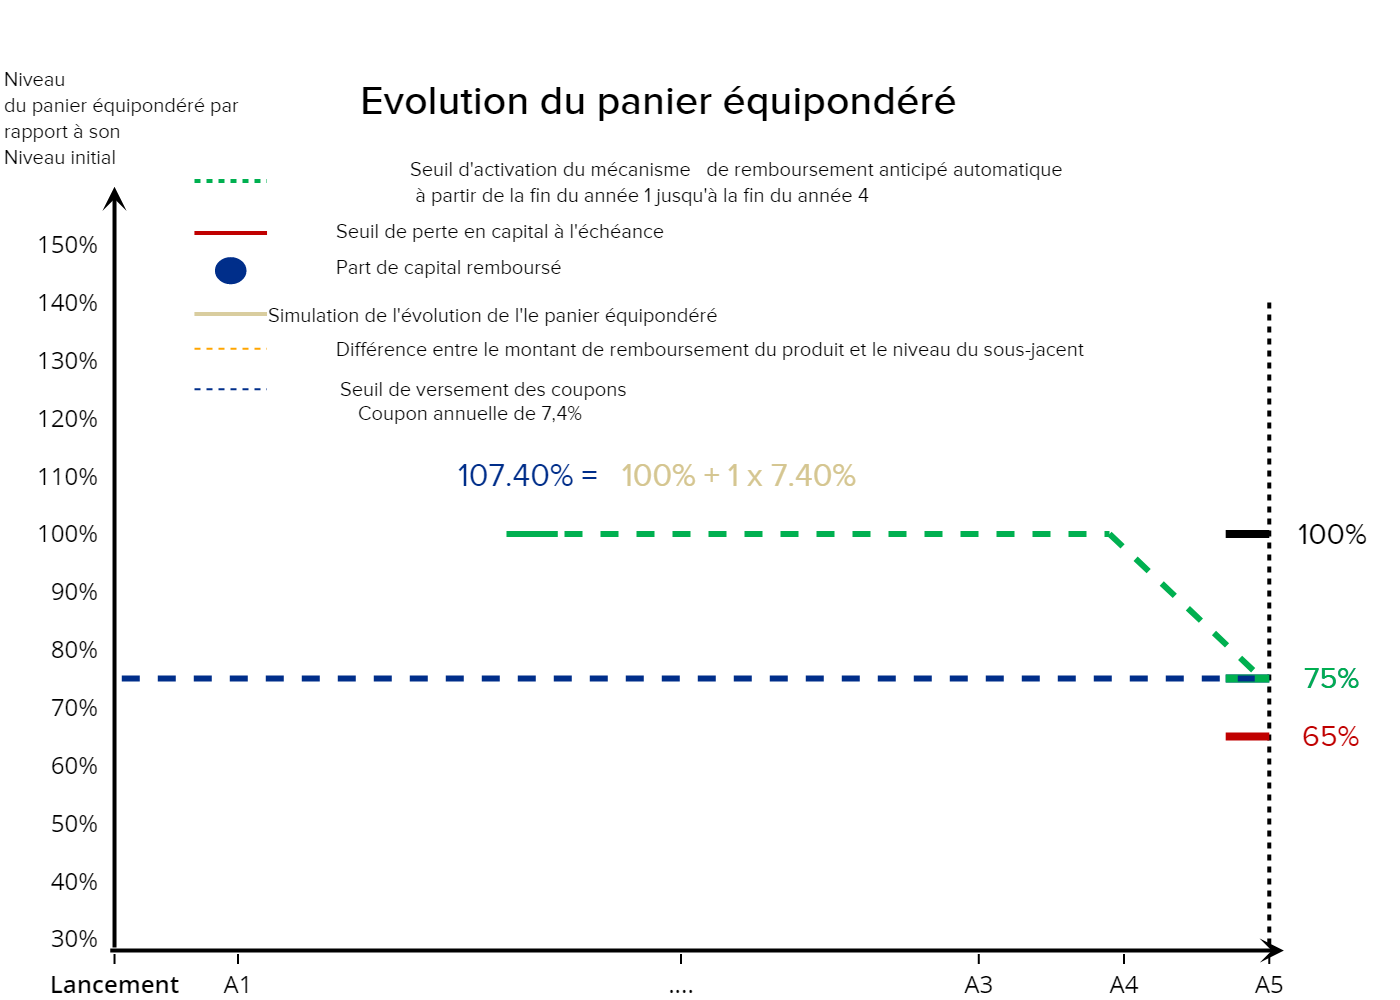 Niveau
du panier équipondéré par
rapport à son
Niveau initial
Evolution du panier équipondéré
Seuil d'activation du mécanisme de remboursement anticipé automatique
à partir de la fin du année 1 jusqu'à la fin du année 4
Seuil de perte en capital à l'échéance
Part de capital remboursé
Simulation de l'évolution de l'le panier équipondéré
Différence entre le montant de remboursement du produit et le niveau du sous-jacent
Seuil de versement des coupons
Coupon annuelle de 7,4%
107.40% = 100% + 1 x 7.40%
150%
140%
130%
120%
110%
100%
90%
80%
70%
60%
50%
40%
30%
100%
75%
65%
Lancement A1 .... A3 A4 A5